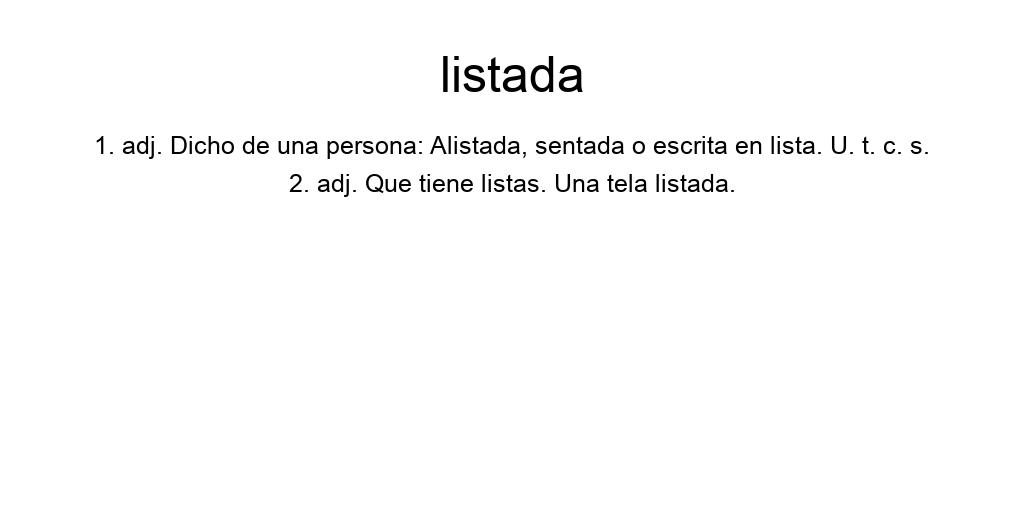 listada
1. adj. Dicho de una persona: Alistada, sentada o escrita en lista. U. t. c. s.
2. adj. Que tiene listas. Una tela listada.